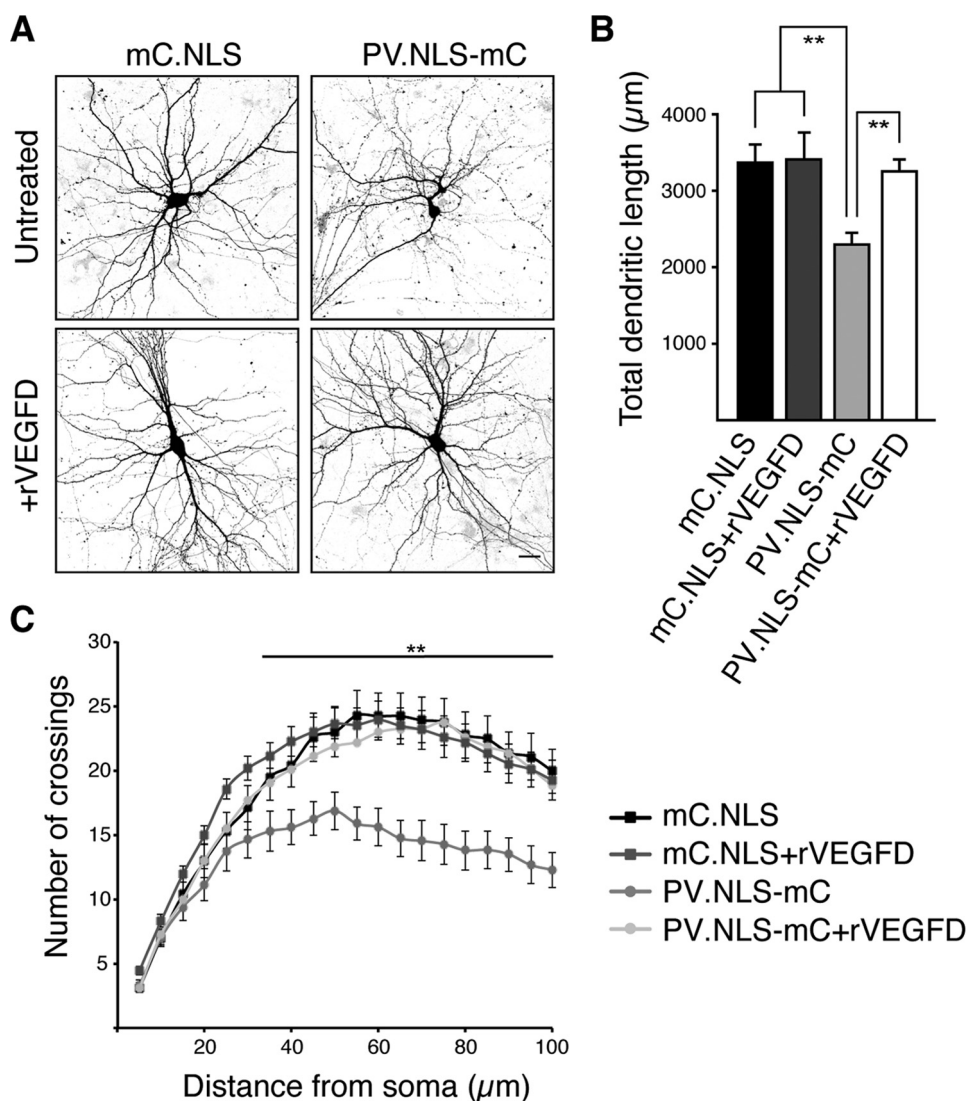 A
mC.NLS
PV.NLS-mC
Untreated
+rVEGFD
B
**
**
Total dendritic length (µm)
4000
3000
2000
1000
mC.NLS
mC.NLS+rVEGFD
PV.NLS-mC
PV.NLS-mC+rVEGFD
C
**
Number of crossings
30
25
20
15
10
5
20 40 60 80 100
Distance from soma (µm)
mC.NLS
mC.NLS+rVEGFD
PV.NLS-mC
PV.NLS-mC+rVEGFD